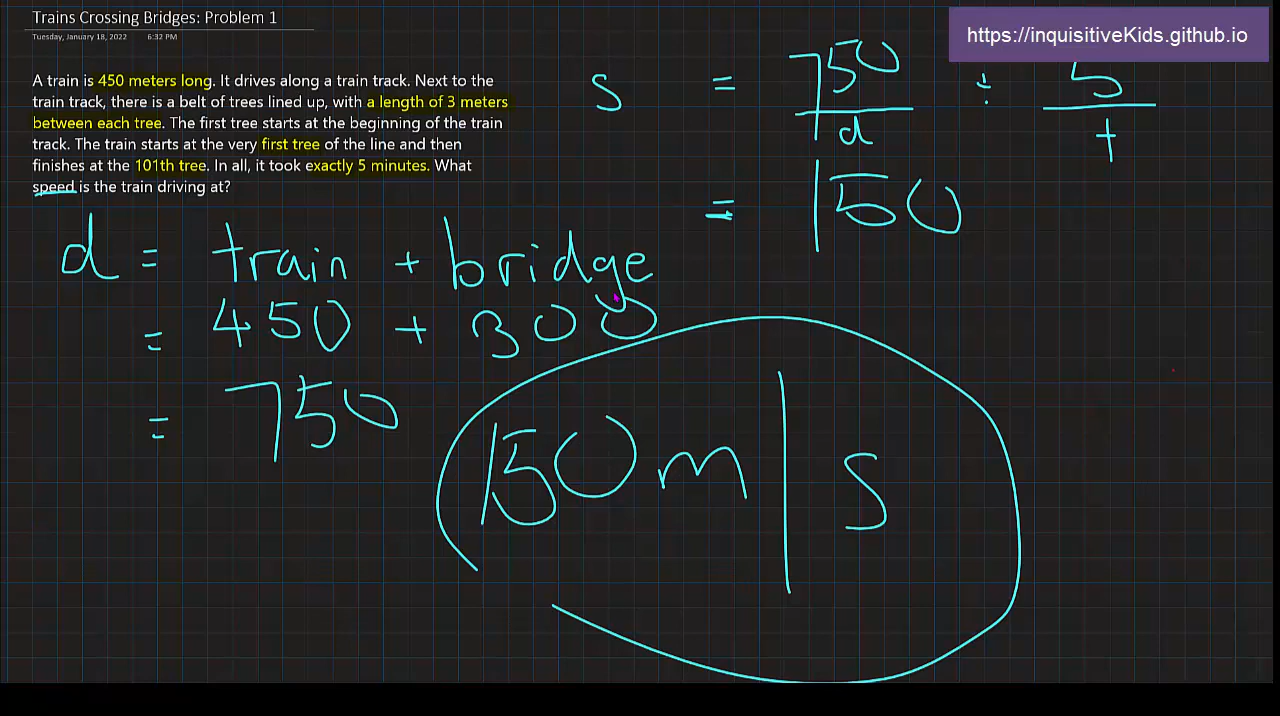 Trains Crossing Bridges: Problem 1
Tuesday, January 18, 2022 6:32 PM
https://inquisitiveKids.github.io
A train is 450 meters long. It drives along a train track. Next to the
train track, there is a belt of trees lined up, with a length of 3 meters
between each tree. The first tree starts at the beginning of the train
track. The train starts at the very first tree of the line and then
finishes at the 101th tree. In all, it took exactly 5 minutes. What
speed is the train driving at?
s = 750 ÷ 5
d t
= 150
d = train + bridge
= 450 + 300
= 750
150 m | s